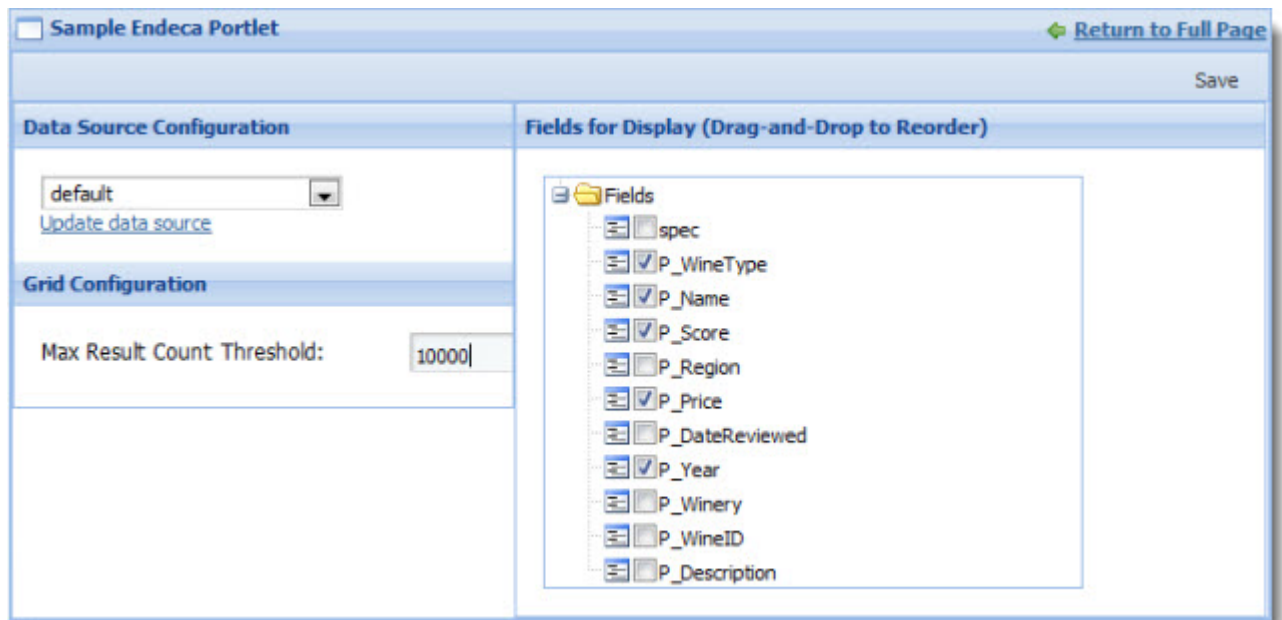 Sample Endeca Portlet
Return to Full Page
Save
Data Source Configuration
default
Update data source
Grid Configuration
Max Result Count Threshold: 10000
Fields for Display (Drag-and-Drop to Reorder)
Fields
spec
P_WineType
P_Name
P_Score
P_Region
P_Price
P_DateReviewed
P_Year
P_Winery
P_WineID
P_Description